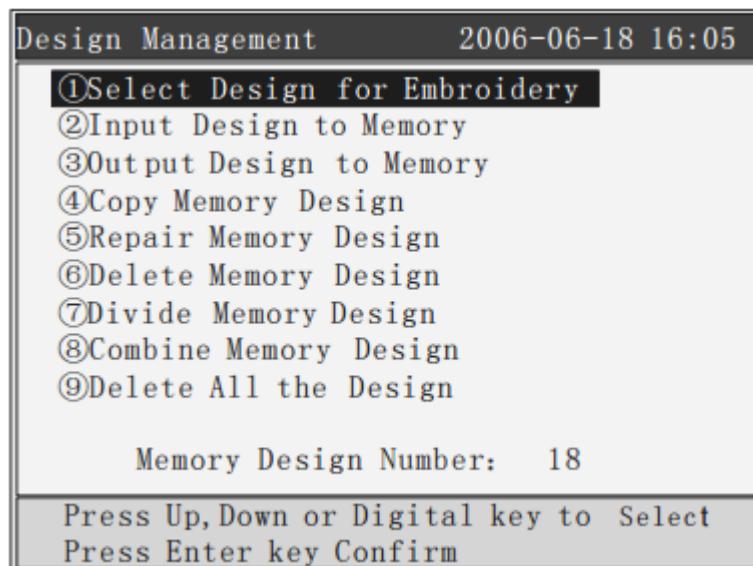 Design Management 2006-06-18 16:05
①Select Design for Embroidery
②Input Design to Memory
③Output Design to Memory
④Copy Memory Design
⑤Repair Memory Design
⑥Delete Memory Design
⑦Divide Memory Design
⑧Combine Memory Design
⑨Delete All the Design
Memory Design Number: 18
Press Up,Down or Digital key to Select
Press Enter key Confirm